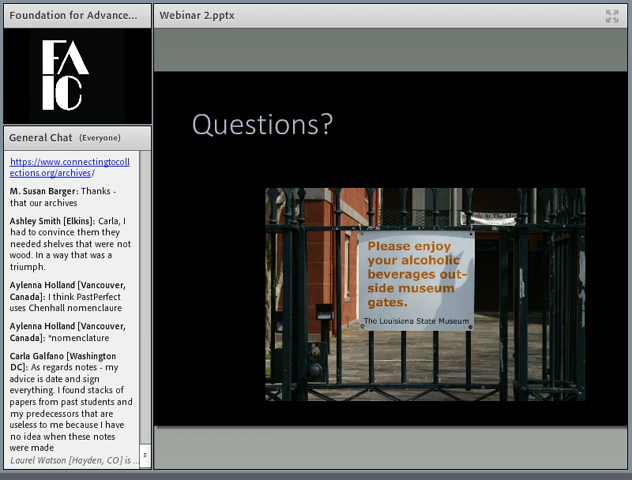 Foundation for Advance...
Webinar 2.pptx
FA
IC
General Chat (Everyone)
https://www.connectingtocoll
ections.org/archives/
M. Susan Barger: Thanks -
that our archives
Ashley Smith [Elkins]: Carla, I
had to convince them they
needed shelves that were not
wood. In a way that was a
triumph.
Aylenna Holland [Vancouver,
Canada]: I think PastPerfect
uses Chenhall nomenclaure
Aylenna Holland [Vancouver,
Canada]: *nomenclature
Carla Galfano [Washington
DC]: As regards notes - my
advice is date and sign
everything. I found stacks of
papers from past students and
my predecessors that are
useless to me because I have
no idea when these notes
were made
Laurel Watson [Hayden, CO] is ...
Questions?
Please enjoy
your alcoholic
beverages out-
side museum
gates.
The Louisiana State Museum